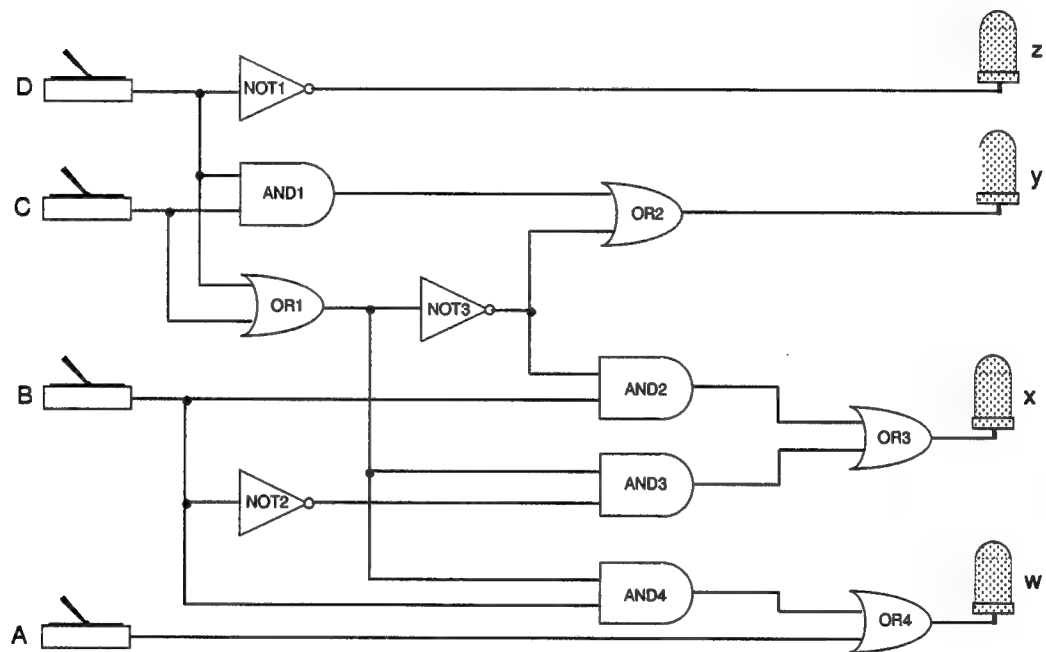 D
NOT1
z
C
AND1
OR2
y
OR1
NOT3
B
AND2
OR3
x
NOT2
AND3
AND4
w
A
OR4